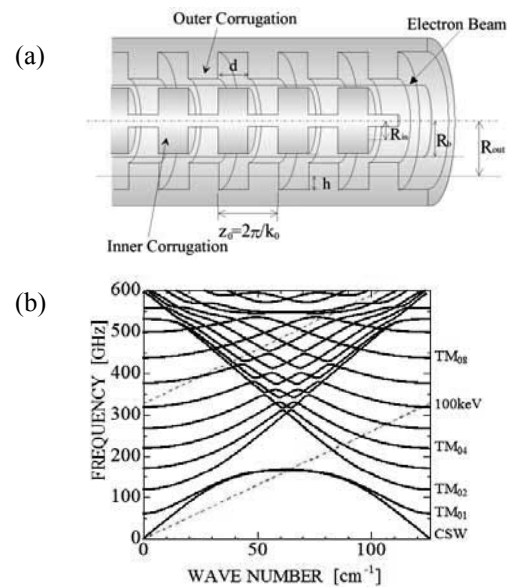 (a)
Outer Corrugation
Electron Beam
d
R_in
R_b
R_out
h
z₀=2π/k₀
Inner Corrugation
(b)
600
500
400
300
200
100
0
FREQUENCY [GHz]
TM₀₈
100keV
TM₀₄
TM₀₂
TM₀₁
CSW
0 50 100
WAVE NUMBER [cm⁻¹]